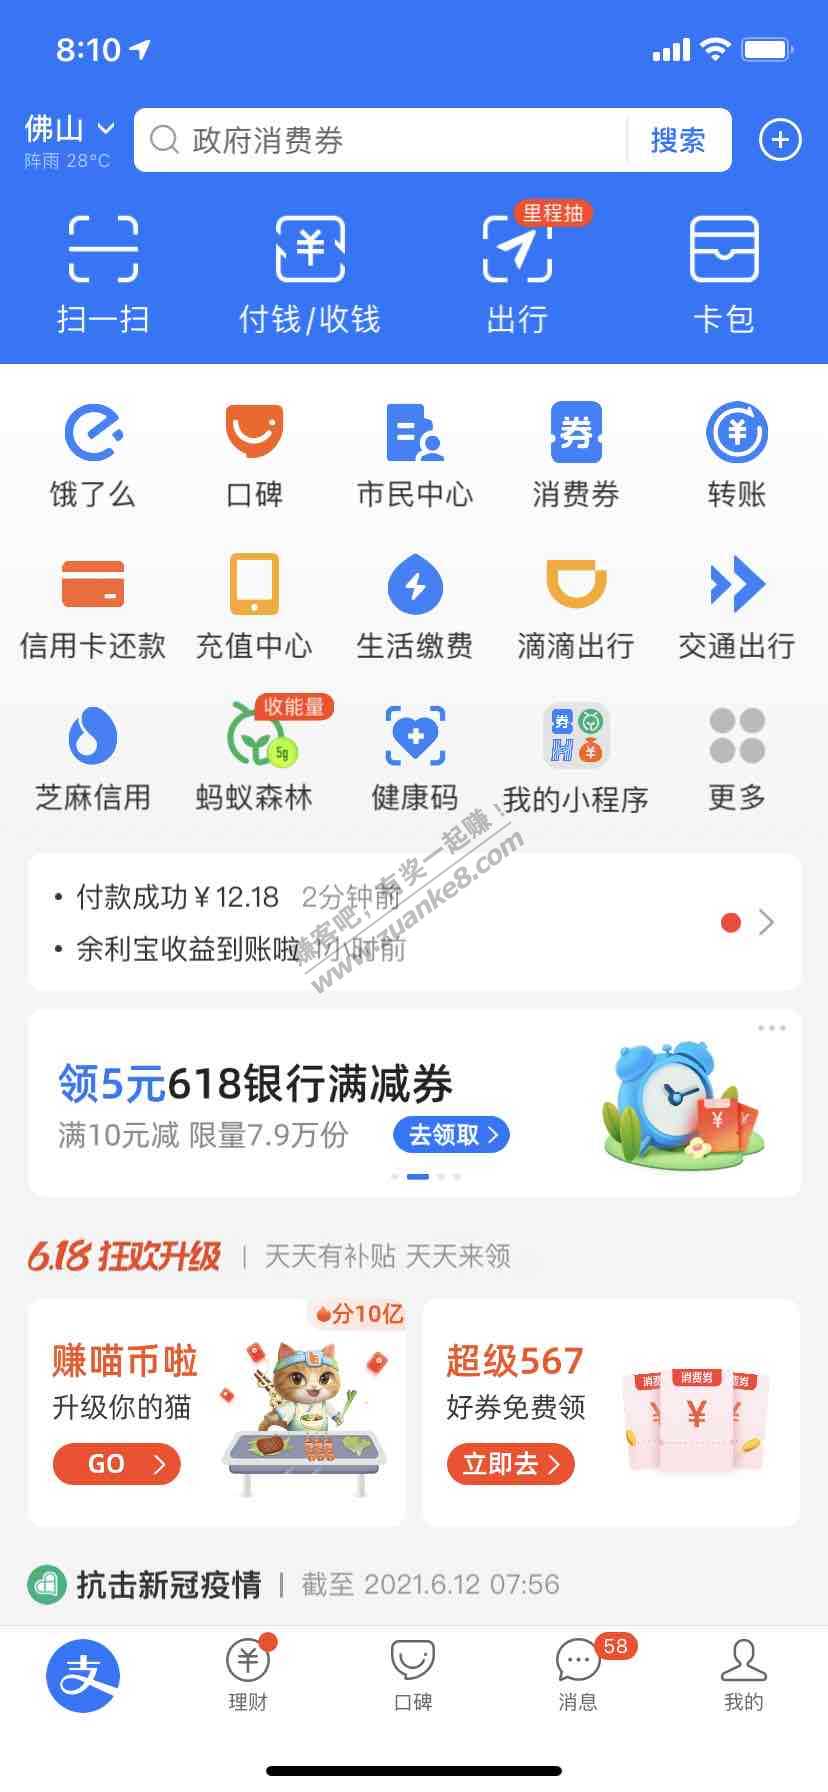 8:10
佛山
阵雨 28°C
政府消费券
搜索
里程抽
扫一扫
付钱/收钱
出行
卡包
券
饿了么
口碑
市民中心
消费券
转账
信用卡还款
充值中心
生活缴费
滴滴出行
交通出行
收能量
5g
券
芝麻信用
蚂蚁森林
健康码
我的小程序
更多
· 付款成功￥12.18 2分钟前
· 余利宝收益到账啦 1小时前
赚客吧，有奖一起赚！
www.zuanke8.com
领5元618银行满减券
满10元减 限量7.9万份
去领取
6.18 狂欢升级 | 天天有补贴 天天来领
分10亿
赚喵币啦
升级你的猫
GO
超级567
好券免费领
立即去
消费券
￥
抗击新冠疫情 | 截至 2021.6.12 07:56
支
理财
口碑
58
消息
我的